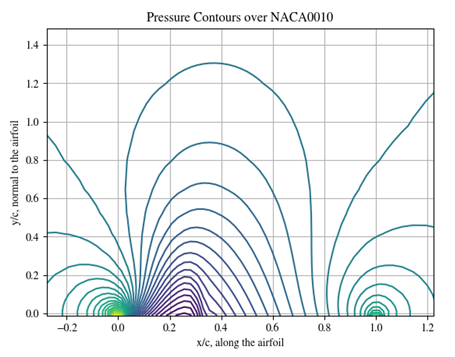 Pressure Contours over NACA0010
y/c, normal to the airfoil
1.4
1.2
1.0
0.8
0.6
0.4
0.2
0.0
−0.2 0.0 0.2 0.4 0.6 0.8 1.0 1.2
x/c, along the airfoil